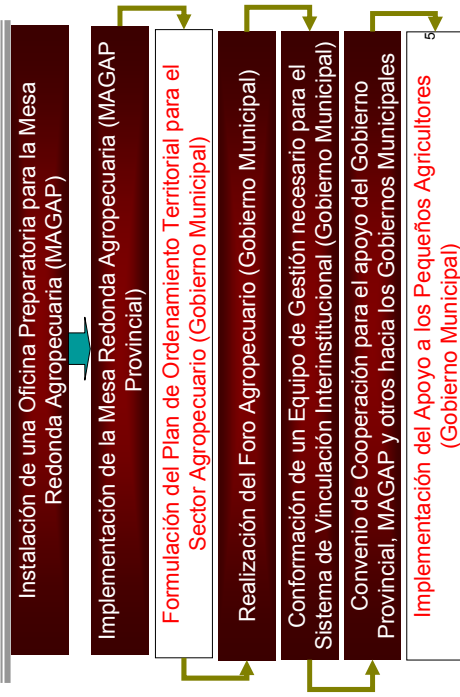 Instalación de una Oficina Preparatoria para la Mesa
Redonda Agropecuaria (MAGAP)
Implementación de la Mesa Redonda Agropecuaria (MAGAP
Provincial)
Formulación del Plan de Ordenamiento Territorial para el
Sector Agropecuario (Gobierno Municipal)
Realización del Foro Agropecuario (Gobierno Municipal)
Conformación de un Equipo de Gestión necesario para el
Sistema de Vinculación Interinstitucional (Gobierno Municipal)
Convenio de Cooperación para el apoyo del Gobierno
Provincial, MAGAP y otros hacia los Gobiernos Municipales
Implementación del Apoyo a los Pequeños Agricultores
(Gobierno Municipal)
5